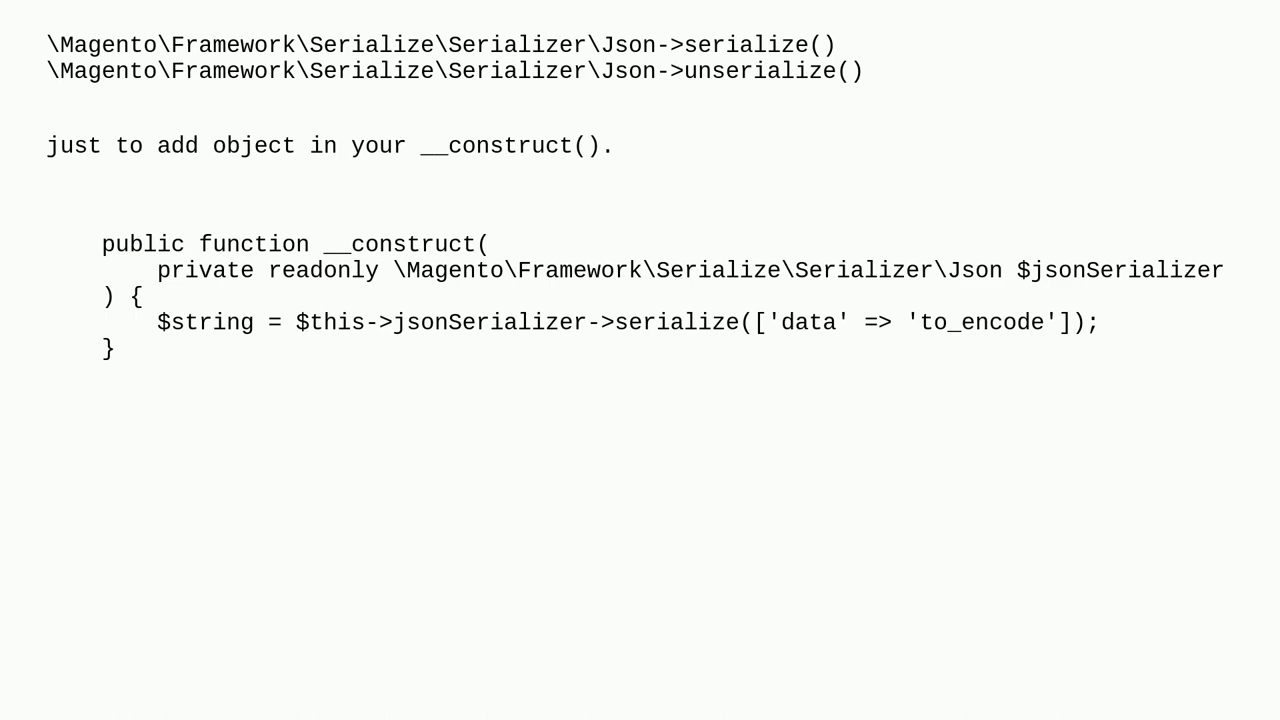 \Magento\Framework\Serialize\Serializer\Json->serialize()
\Magento\Framework\Serialize\Serializer\Json->unserialize()
just to add object in your __construct().
public function __construct(
private readonly \Magento\Framework\Serialize\Serializer\Json $jsonSerializer
) {
$string = $this->jsonSerializer->serialize(['data' => 'to_encode']);
}